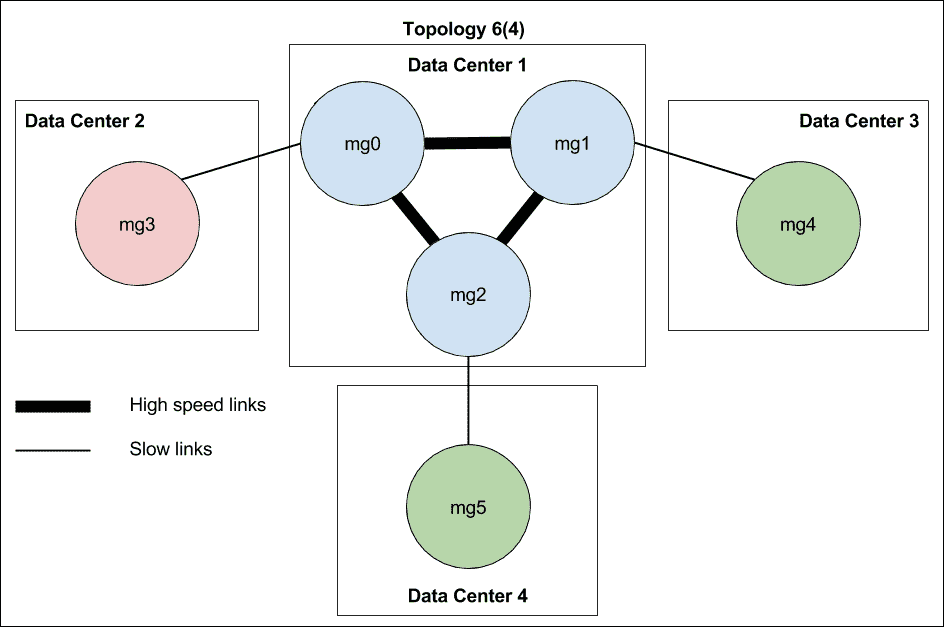 Topology 6(4)
Data Center 1
Data Center 2
Data Center 3
mg0
mg1
mg3
mg4
mg2
High speed links
Slow links
mg5
Data Center 4